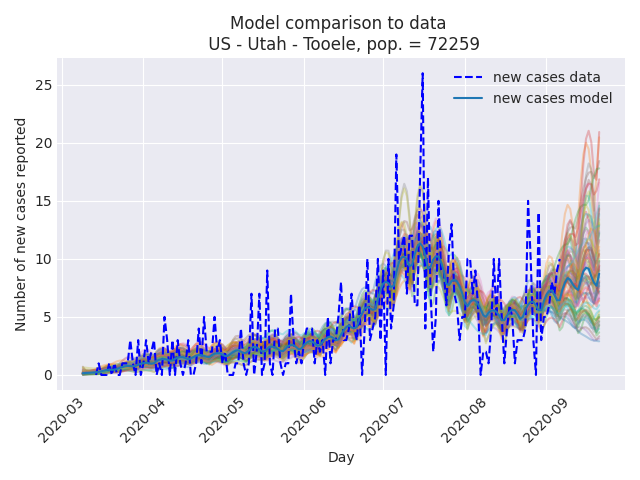 Model comparison to data
US - Utah - Tooele, pop. = 72259
new cases data
new cases model
Number of new cases reported
25
20
15
10
5
0
2020-03
2020-04
2020-05
2020-06
2020-07
2020-08
2020-09
Day